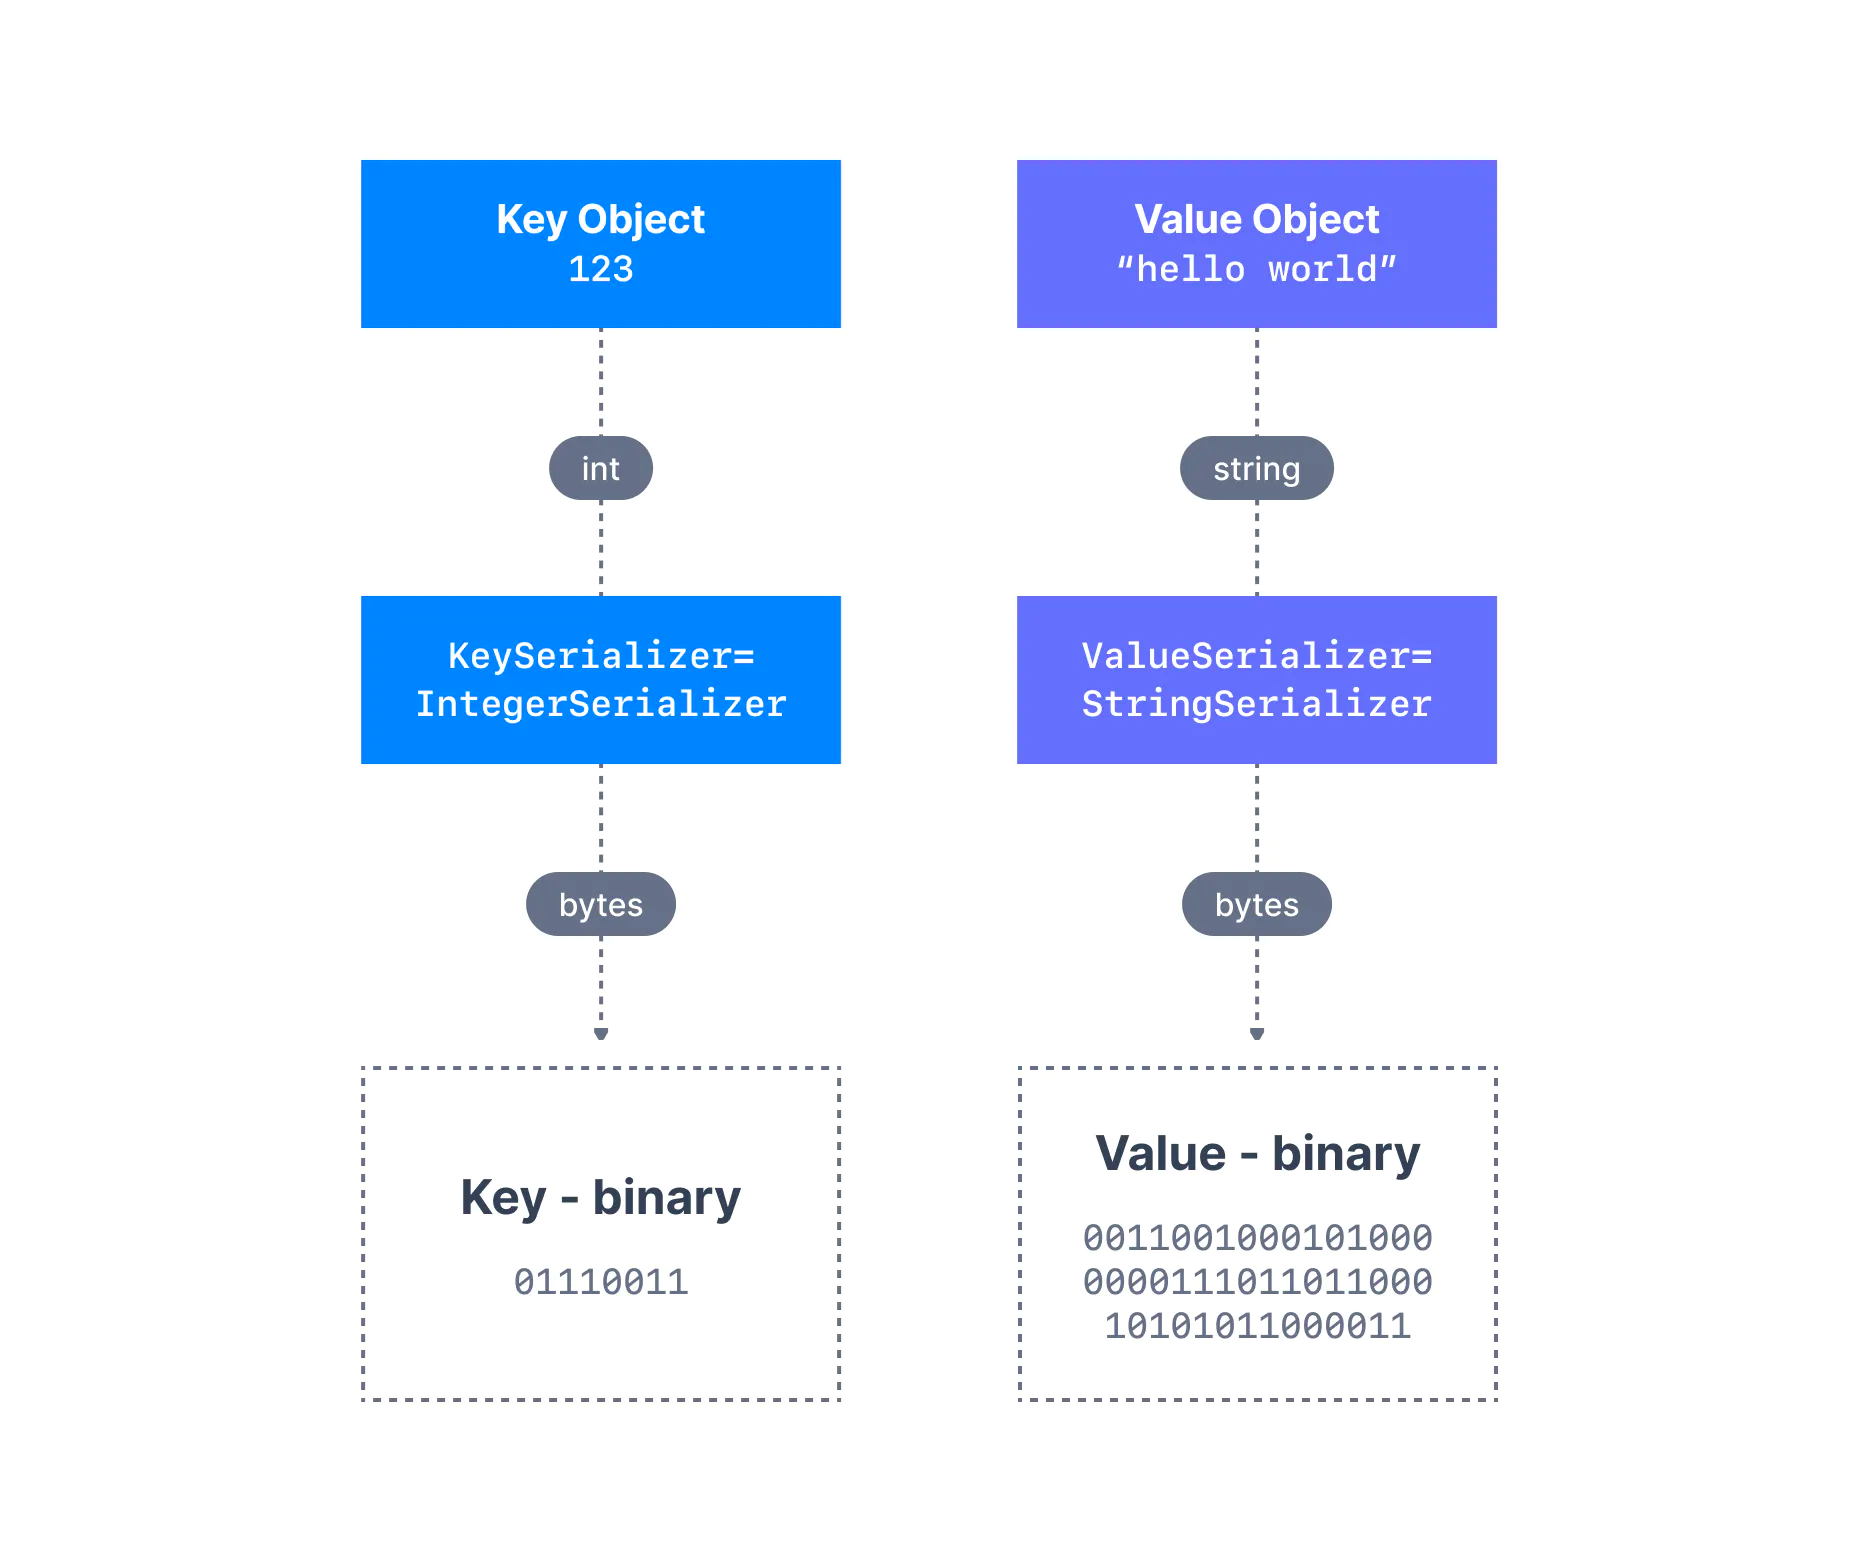 Key Object
123
int
KeySerializer=
IntegerSerializer
bytes
Key - binary
01110011
Value Object
“hello world”
string
ValueSerializer=
StringSerializer
bytes
Value - binary
0011001000101000
0000111011011000
10101011000011